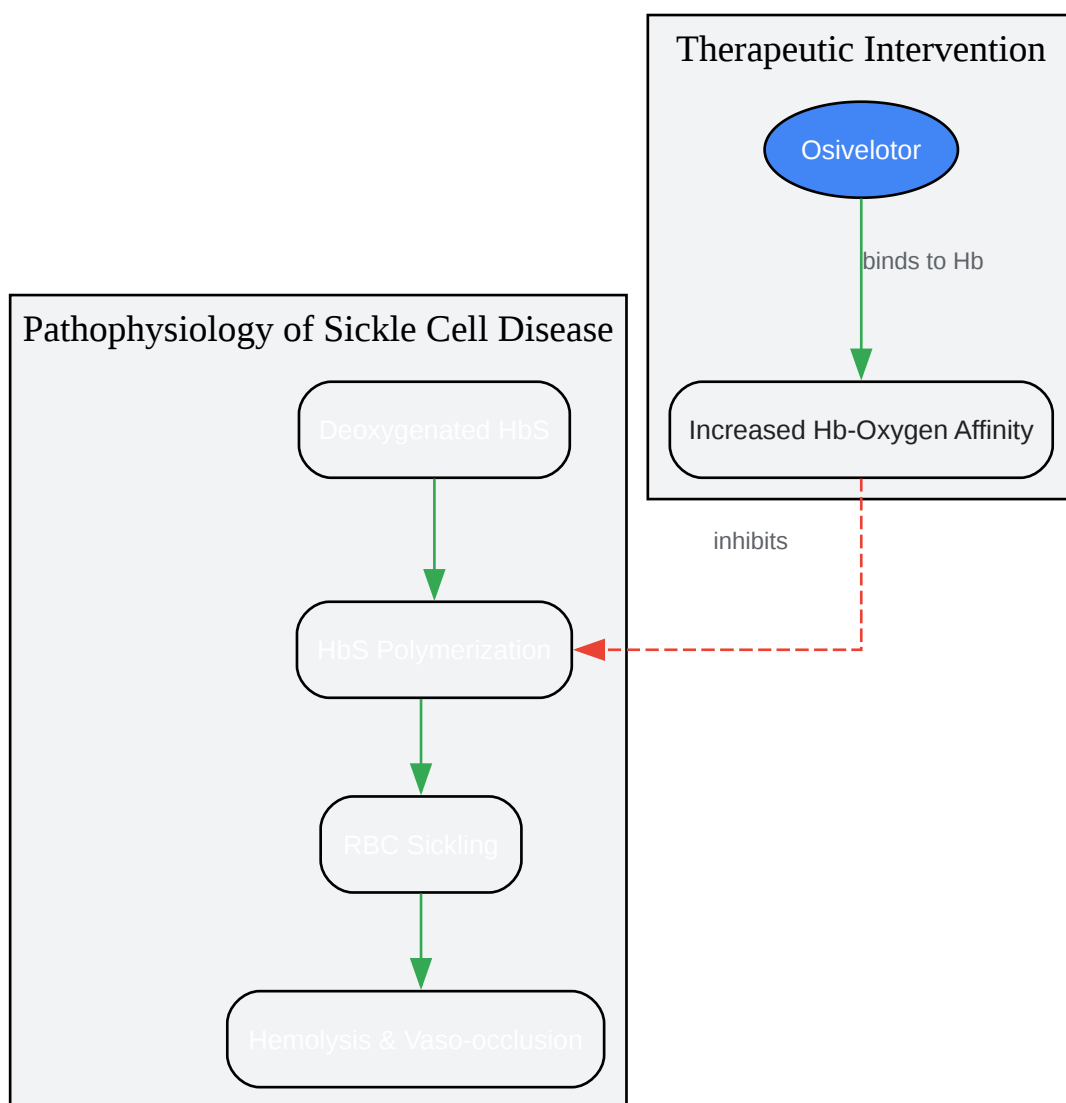 Therapeutic Intervention
Osivelotor
binds to Hb
Increased Hb-Oxygen Affinity
inhibits
Pathophysiology of Sickle Cell Disease
Deoxygenated HbS
HbS Polymerization
RBC Sickling
Hemolysis & Vaso-occlusion